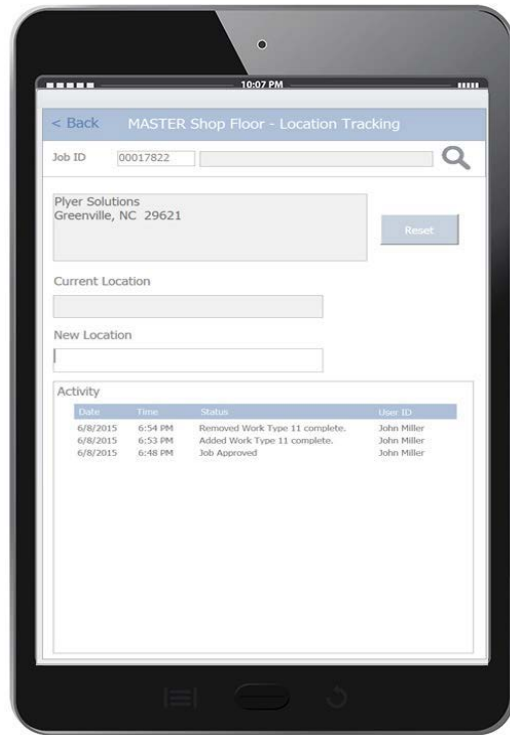 10:07 PM
< Back MASTER Shop Floor - Location Tracking
Job ID 00017822
Plyer Solutions
Greenville, NC 29621
Reset
Current Location
New Location
Activity
Date Time Status User ID
6/8/2015 6:54 PM Removed Work Type 11 complete. John Miller
6/8/2015 6:53 PM Added Work Type 11 complete. John Miller
6/8/2015 6:48 PM Job Approved John Miller